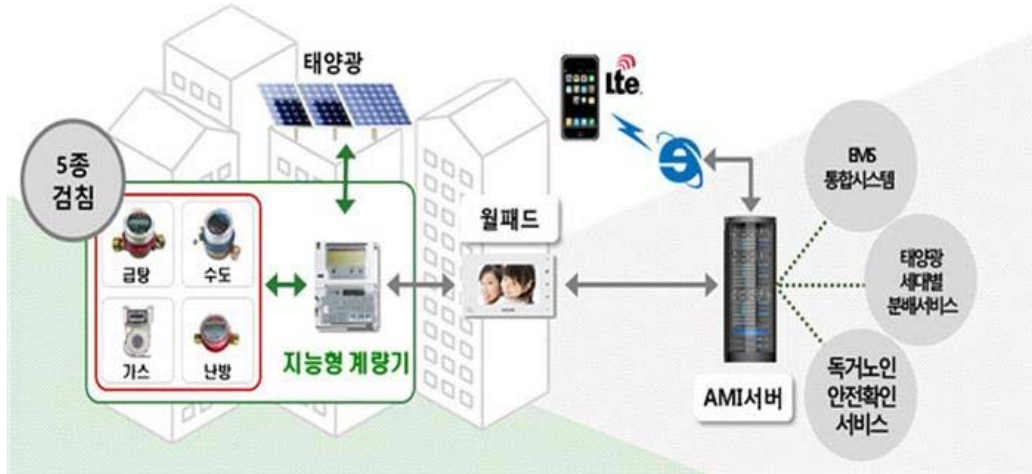 태양광
Lte
5종
검침
급탕
수도
가스
난방
지능형 계량기
월패드
AMI서버
EMS
통합시스템
태양광
세대별
분배서비스
독거노인
안전확인
서비스